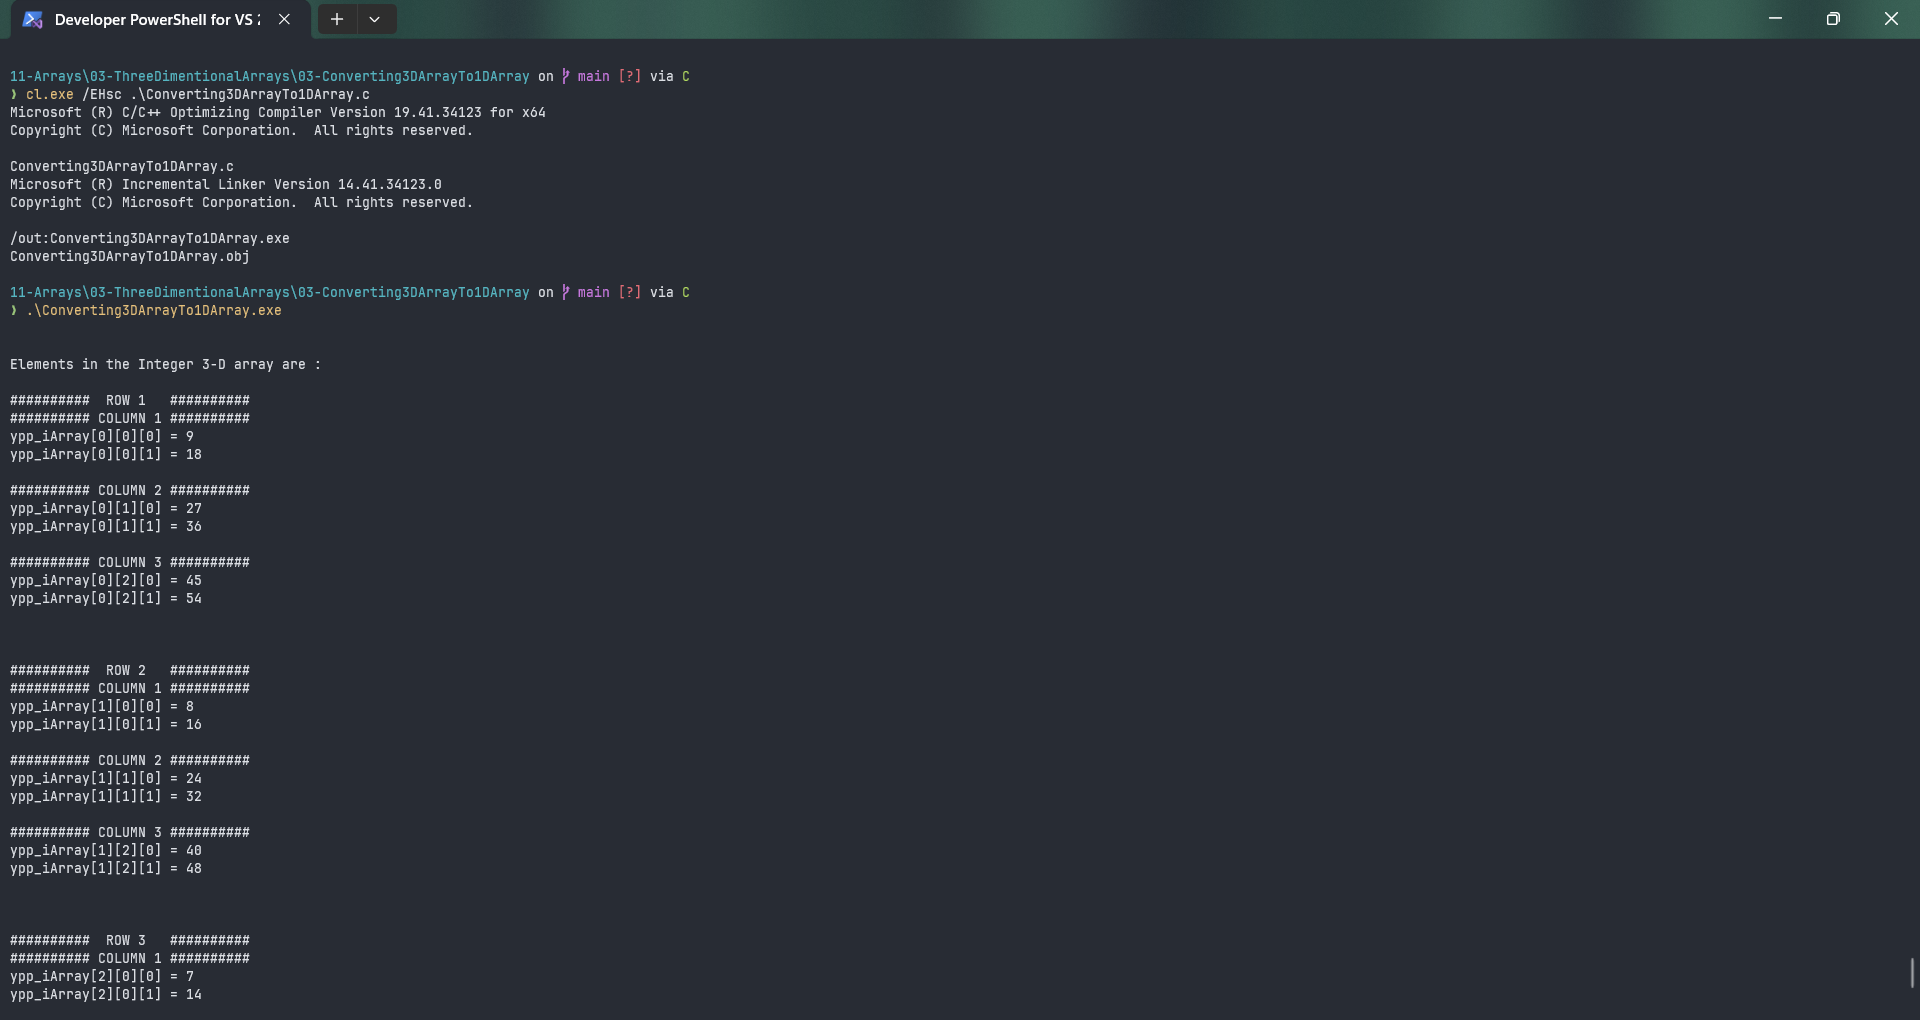 Developer PowerShell for VS 2
11-Arrays\03-ThreeDimentionalArrays\03-Converting3DArrayTo1DArray on main [?] via C
❯ cl.exe /EHsc .\Converting3DArrayTo1DArray.c
Microsoft (R) C/C++ Optimizing Compiler Version 19.41.34123 for x64
Copyright (C) Microsoft Corporation.  All rights reserved.
Converting3DArrayTo1DArray.c
Microsoft (R) Incremental Linker Version 14.41.34123.0
Copyright (C) Microsoft Corporation.  All rights reserved.
/out:Converting3DArrayTo1DArray.exe
Converting3DArrayTo1DArray.obj
11-Arrays\03-ThreeDimentionalArrays\03-Converting3DArrayTo1DArray on main [?] via C
❯ .\Converting3DArrayTo1DArray.exe
Elements in the Integer 3-D array are :
##########  ROW 1   ##########
########## COLUMN 1 ##########
ypp_iArray[0][0][0] = 9
ypp_iArray[0][0][1] = 18
########## COLUMN 2 ##########
ypp_iArray[0][1][0] = 27
ypp_iArray[0][1][1] = 36
########## COLUMN 3 ##########
ypp_iArray[0][2][0] = 45
ypp_iArray[0][2][1] = 54
##########  ROW 2   ##########
########## COLUMN 1 ##########
ypp_iArray[1][0][0] = 8
ypp_iArray[1][0][1] = 16
########## COLUMN 2 ##########
ypp_iArray[1][1][0] = 24
ypp_iArray[1][1][1] = 32
########## COLUMN 3 ##########
ypp_iArray[1][2][0] = 40
ypp_iArray[1][2][1] = 48
##########  ROW 3   ##########
########## COLUMN 1 ##########
ypp_iArray[2][0][0] = 7
ypp_iArray[2][0][1] = 14